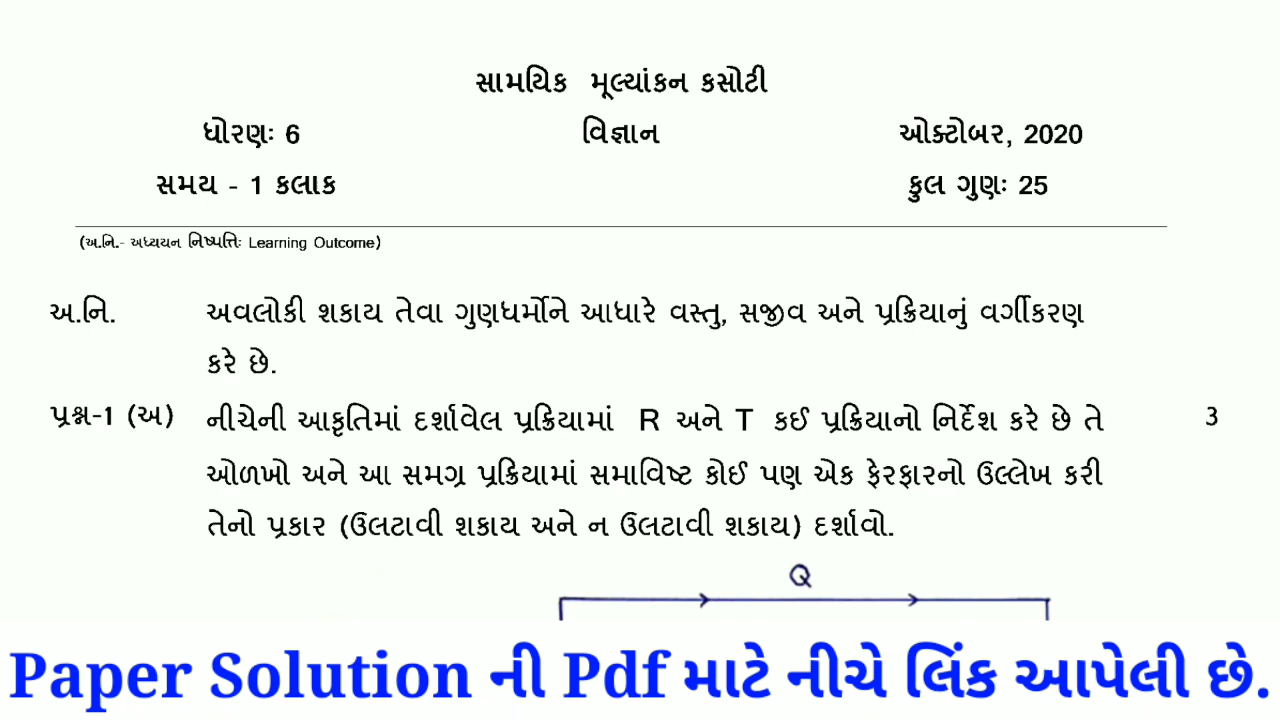 સામયિક મૂલ્યાંકન કસોટી
ધોરણઃ 6 વિજ્ઞાન ઓક્ટોબર, 2020
સમય - 1 કલાક કુલ ગુણઃ 25
(અ.નિ.- અધ્યયન નિષ્પત્તિઃ Learning Outcome)
અ.નિ. અવલોકી શકાય તેવા ગુણધર્મોને આધારે વસ્તુ, સજીવ અને પ્રક્રિયાનું વર્ગીકરણ
કરે છે.
પ્રશ્ન-1 (અ) નીચેની આકૃતિમાં દર્શાવેલ પ્રક્રિયામાં R અને T કઈ પ્રક્રિયાનો નિર્દેશ કરે છે તે 3
ઓળખો અને આ સમગ્ર પ્રક્રિયામાં સમાવિષ્ટ કોઈ પણ એક ફેરફારનો ઉલ્લેખ કરી
તેનો પ્રકાર (ઉલટાવી શકાય અને ન ઉલટાવી શકાય) દર્શાવો.
Q
Paper Solution ની Pdf માટે નીચે લિંક આપેલી છે.